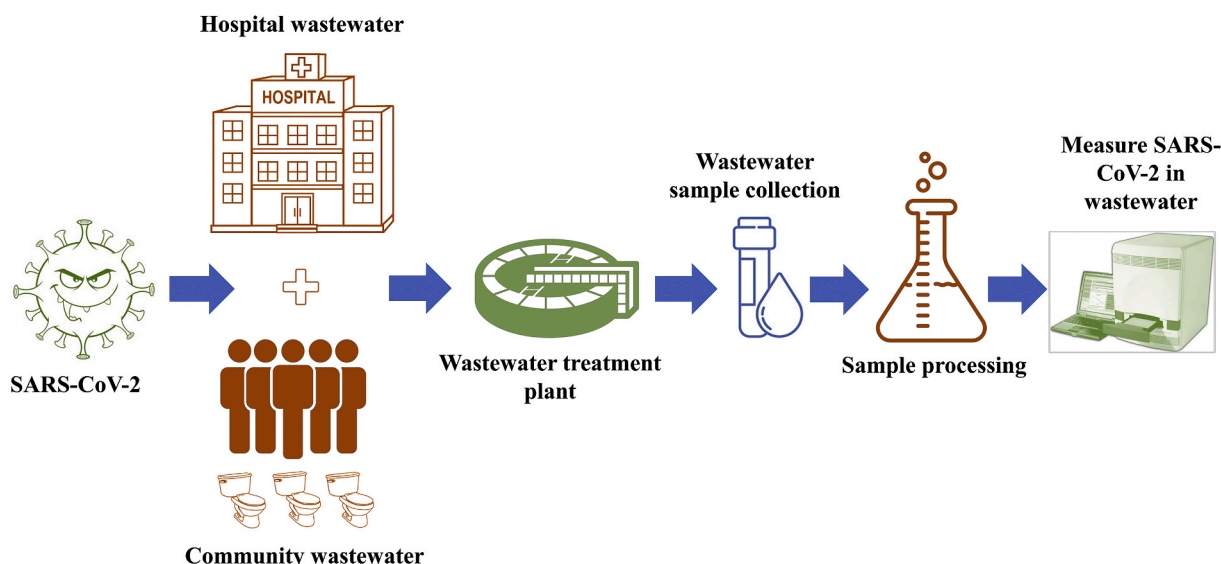 Hospital wastewater
HOSPITAL
SARS-CoV-2
Community wastewater
Wastewater treatment
plant
Wastewater
sample collection
Sample processing
Measure SARS-
CoV-2 in
wastewater